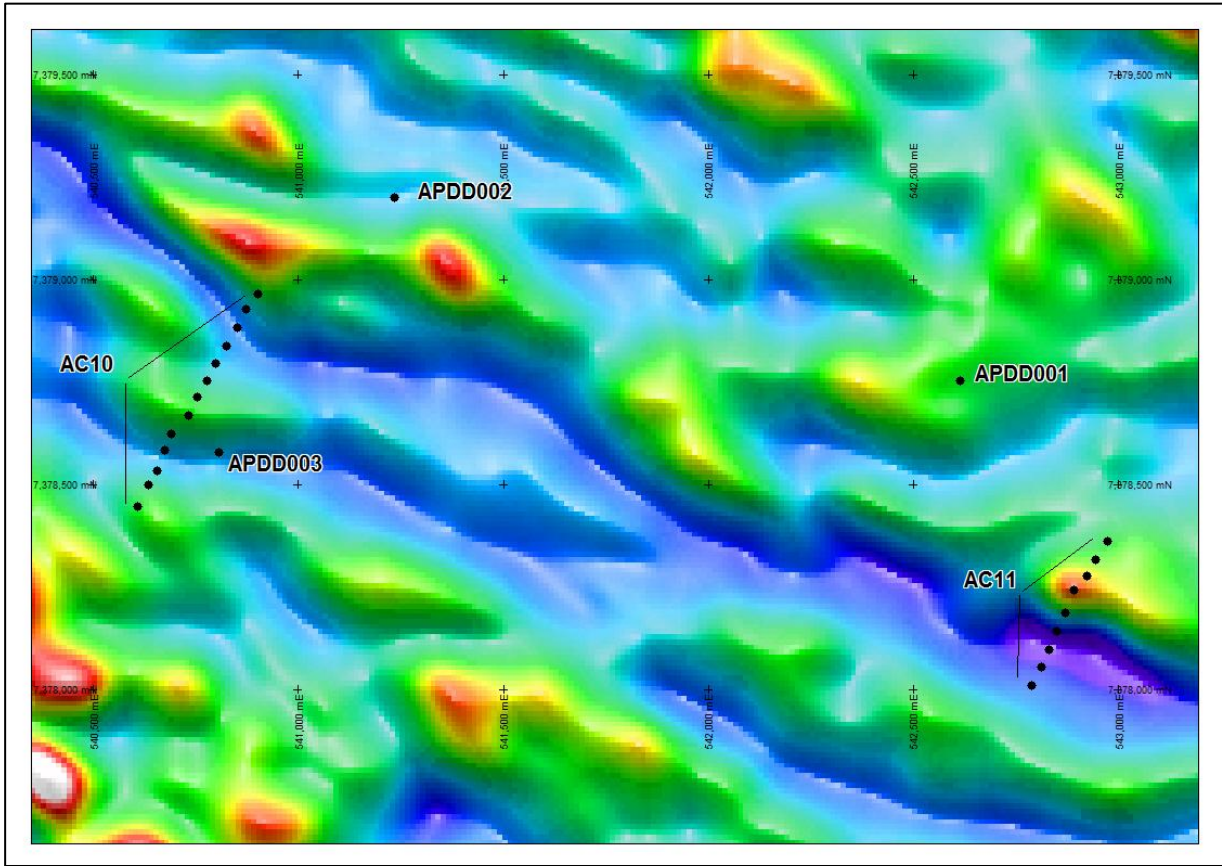 7,379,500 mN
7,379,500 mN
540,500 mE
541,000 mE
500 mE
542,000 mE
542,500 mE
543,000 mE
APDD002
7,379,000 mN
7,379,000 mN
AC10
APDD001
APDD003
7,378,500 mN
7,378,500 mN
AC11
7,378,000 mN
7,378,000 mN
540,500 mE
541,000 mE
541,500 mE
542,000 mE
542,500 mE
543,000 mE